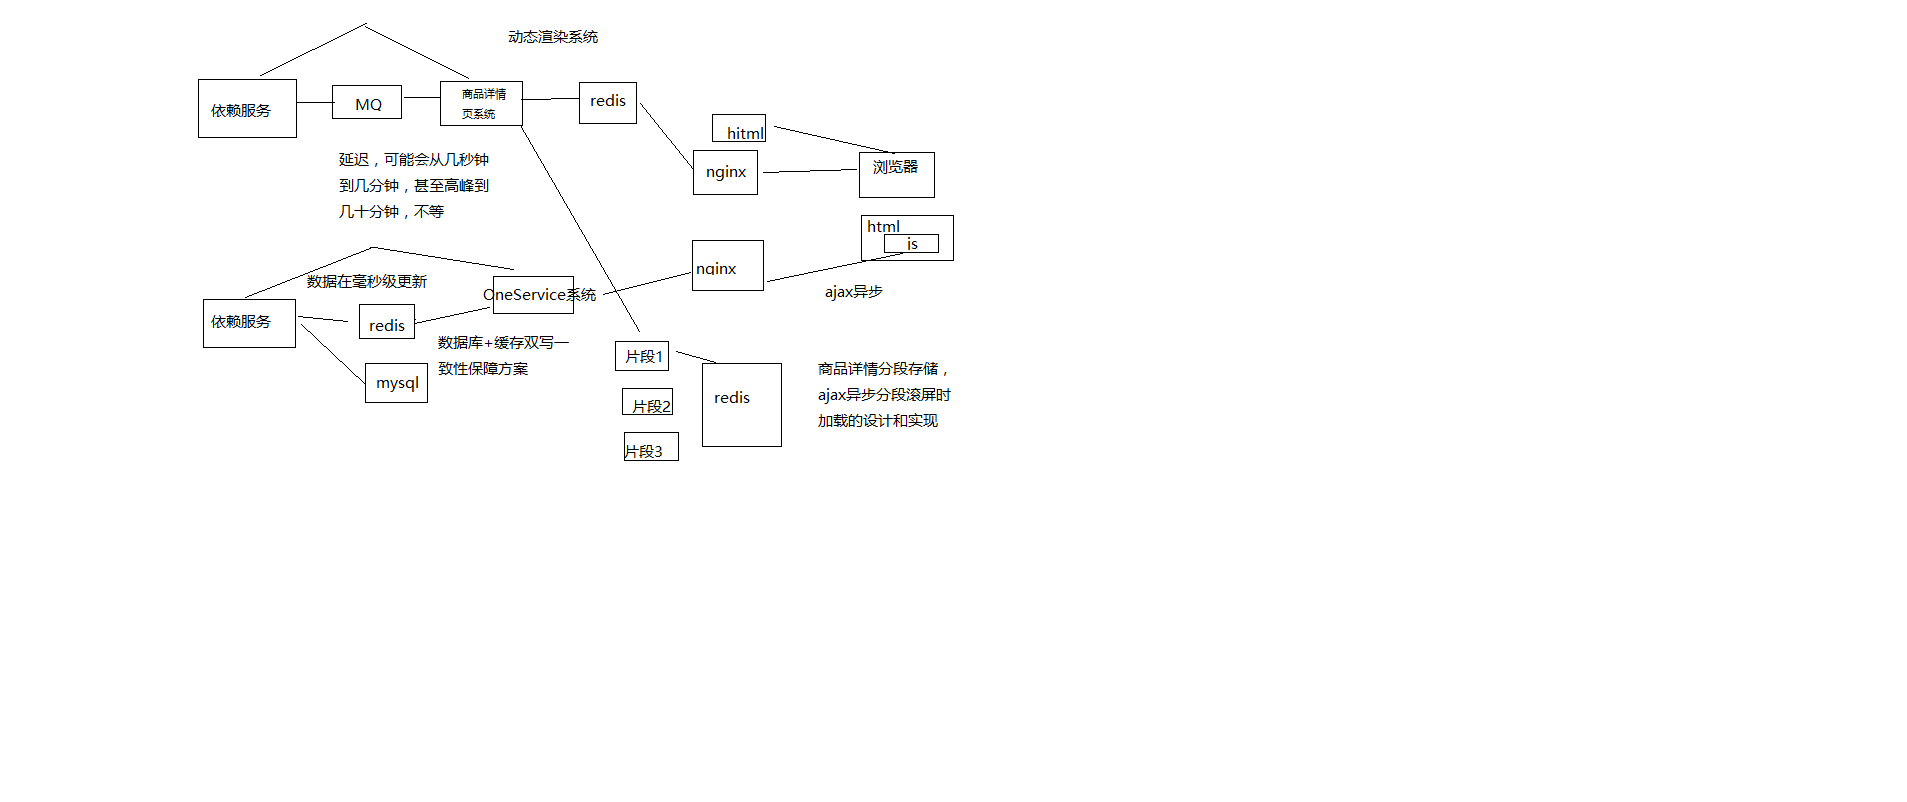 动态渲染系统
依赖服务
MQ
商品详情
页系统
redis
hitml
nginx
浏览器
延迟，可能会从几秒钟
到几分钟，甚至高峰到
几十分钟，不等
html
js
nginx
ajax异步
数据在毫秒级更新
OneService系统
依赖服务
redis
数据库+缓存双写一
致性保障方案
mysql
片段1
片段2
片段3
redis
商品详情分段存储，
ajax异步分段滚屏时
加载的设计和实现